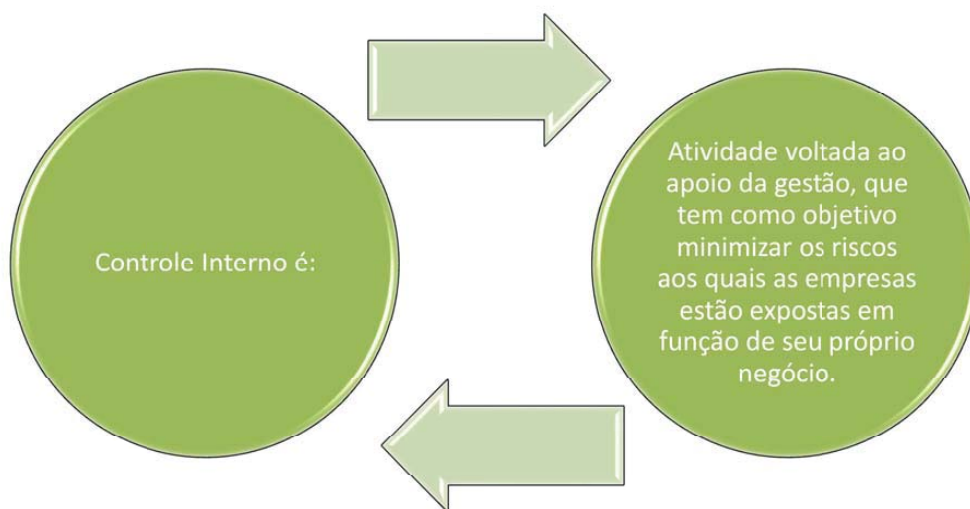 Controle Interno é:
Atividade voltada ao
apoio da gestão, que
tem como objetivo
minimizar os riscos
aos quais as empresas
estão expostas em
função de seu próprio
negócio.